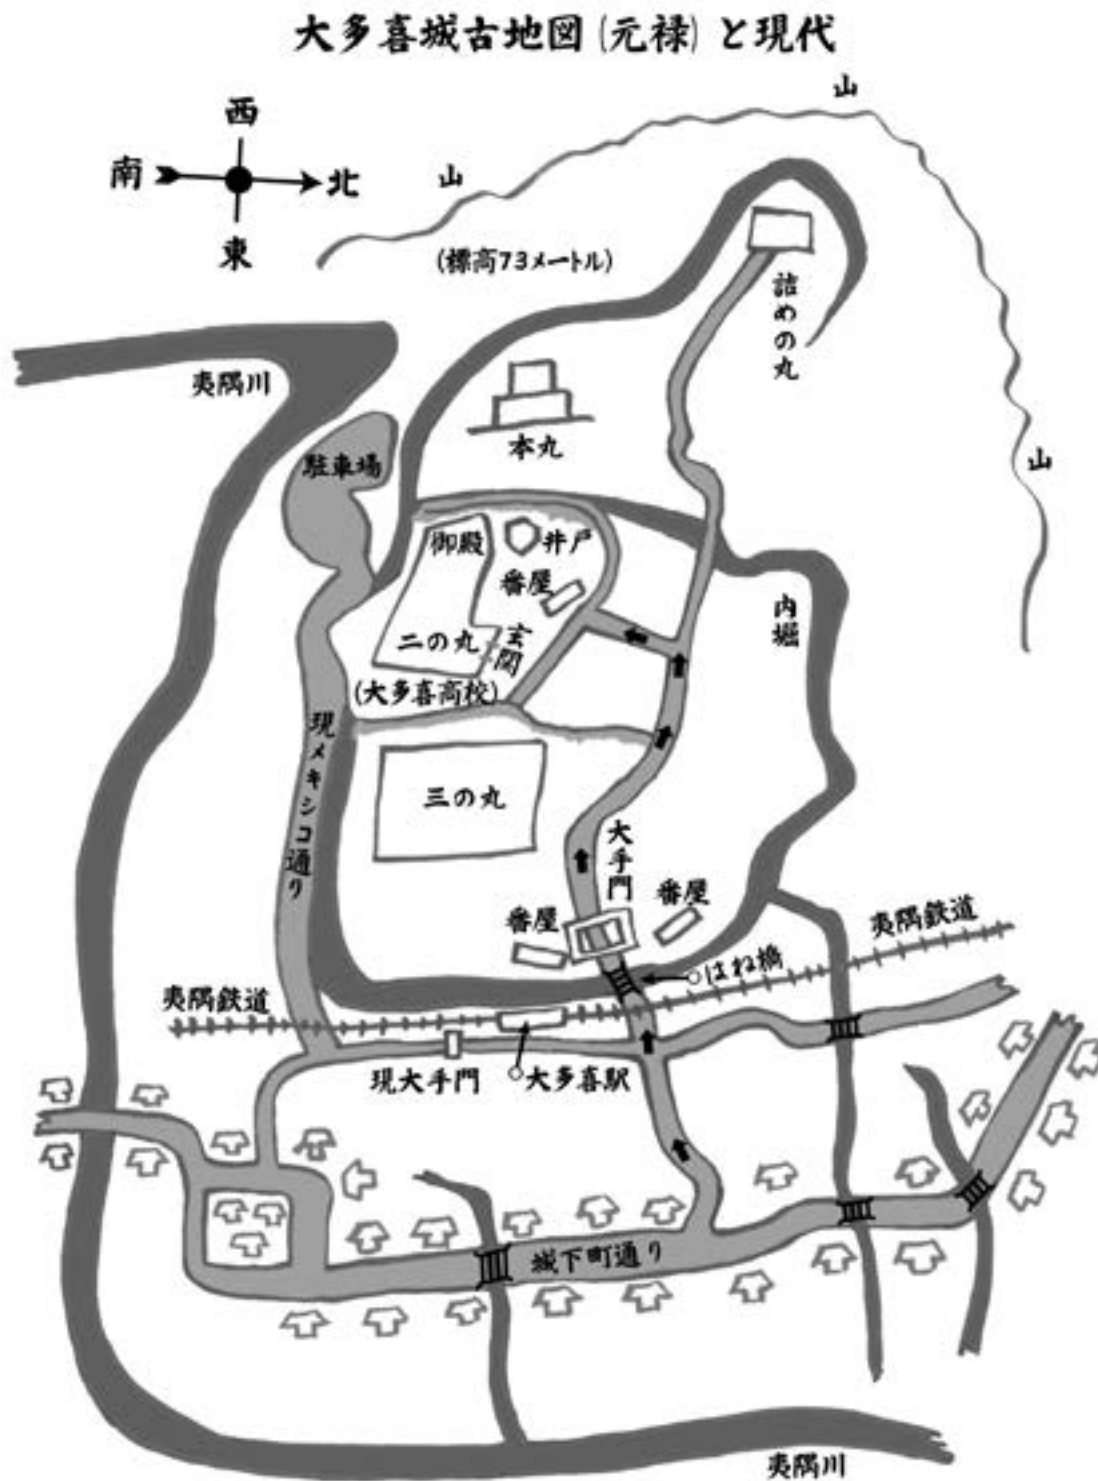 大多喜城古地図(元禄)と現代
山
西
南
北
東
山
(標高73メートル)
詰めの丸
夷隅川
本丸
山
駐車場
御殿
井戸
番屋
内堀
二の丸
玄関
(大多喜高校)
現メキシコ通り
三の丸
大手門
番屋
番屋
夷隅鉄道
はね橋
夷隅鉄道
現大手門
大多喜駅
城下町通り
夷隅川